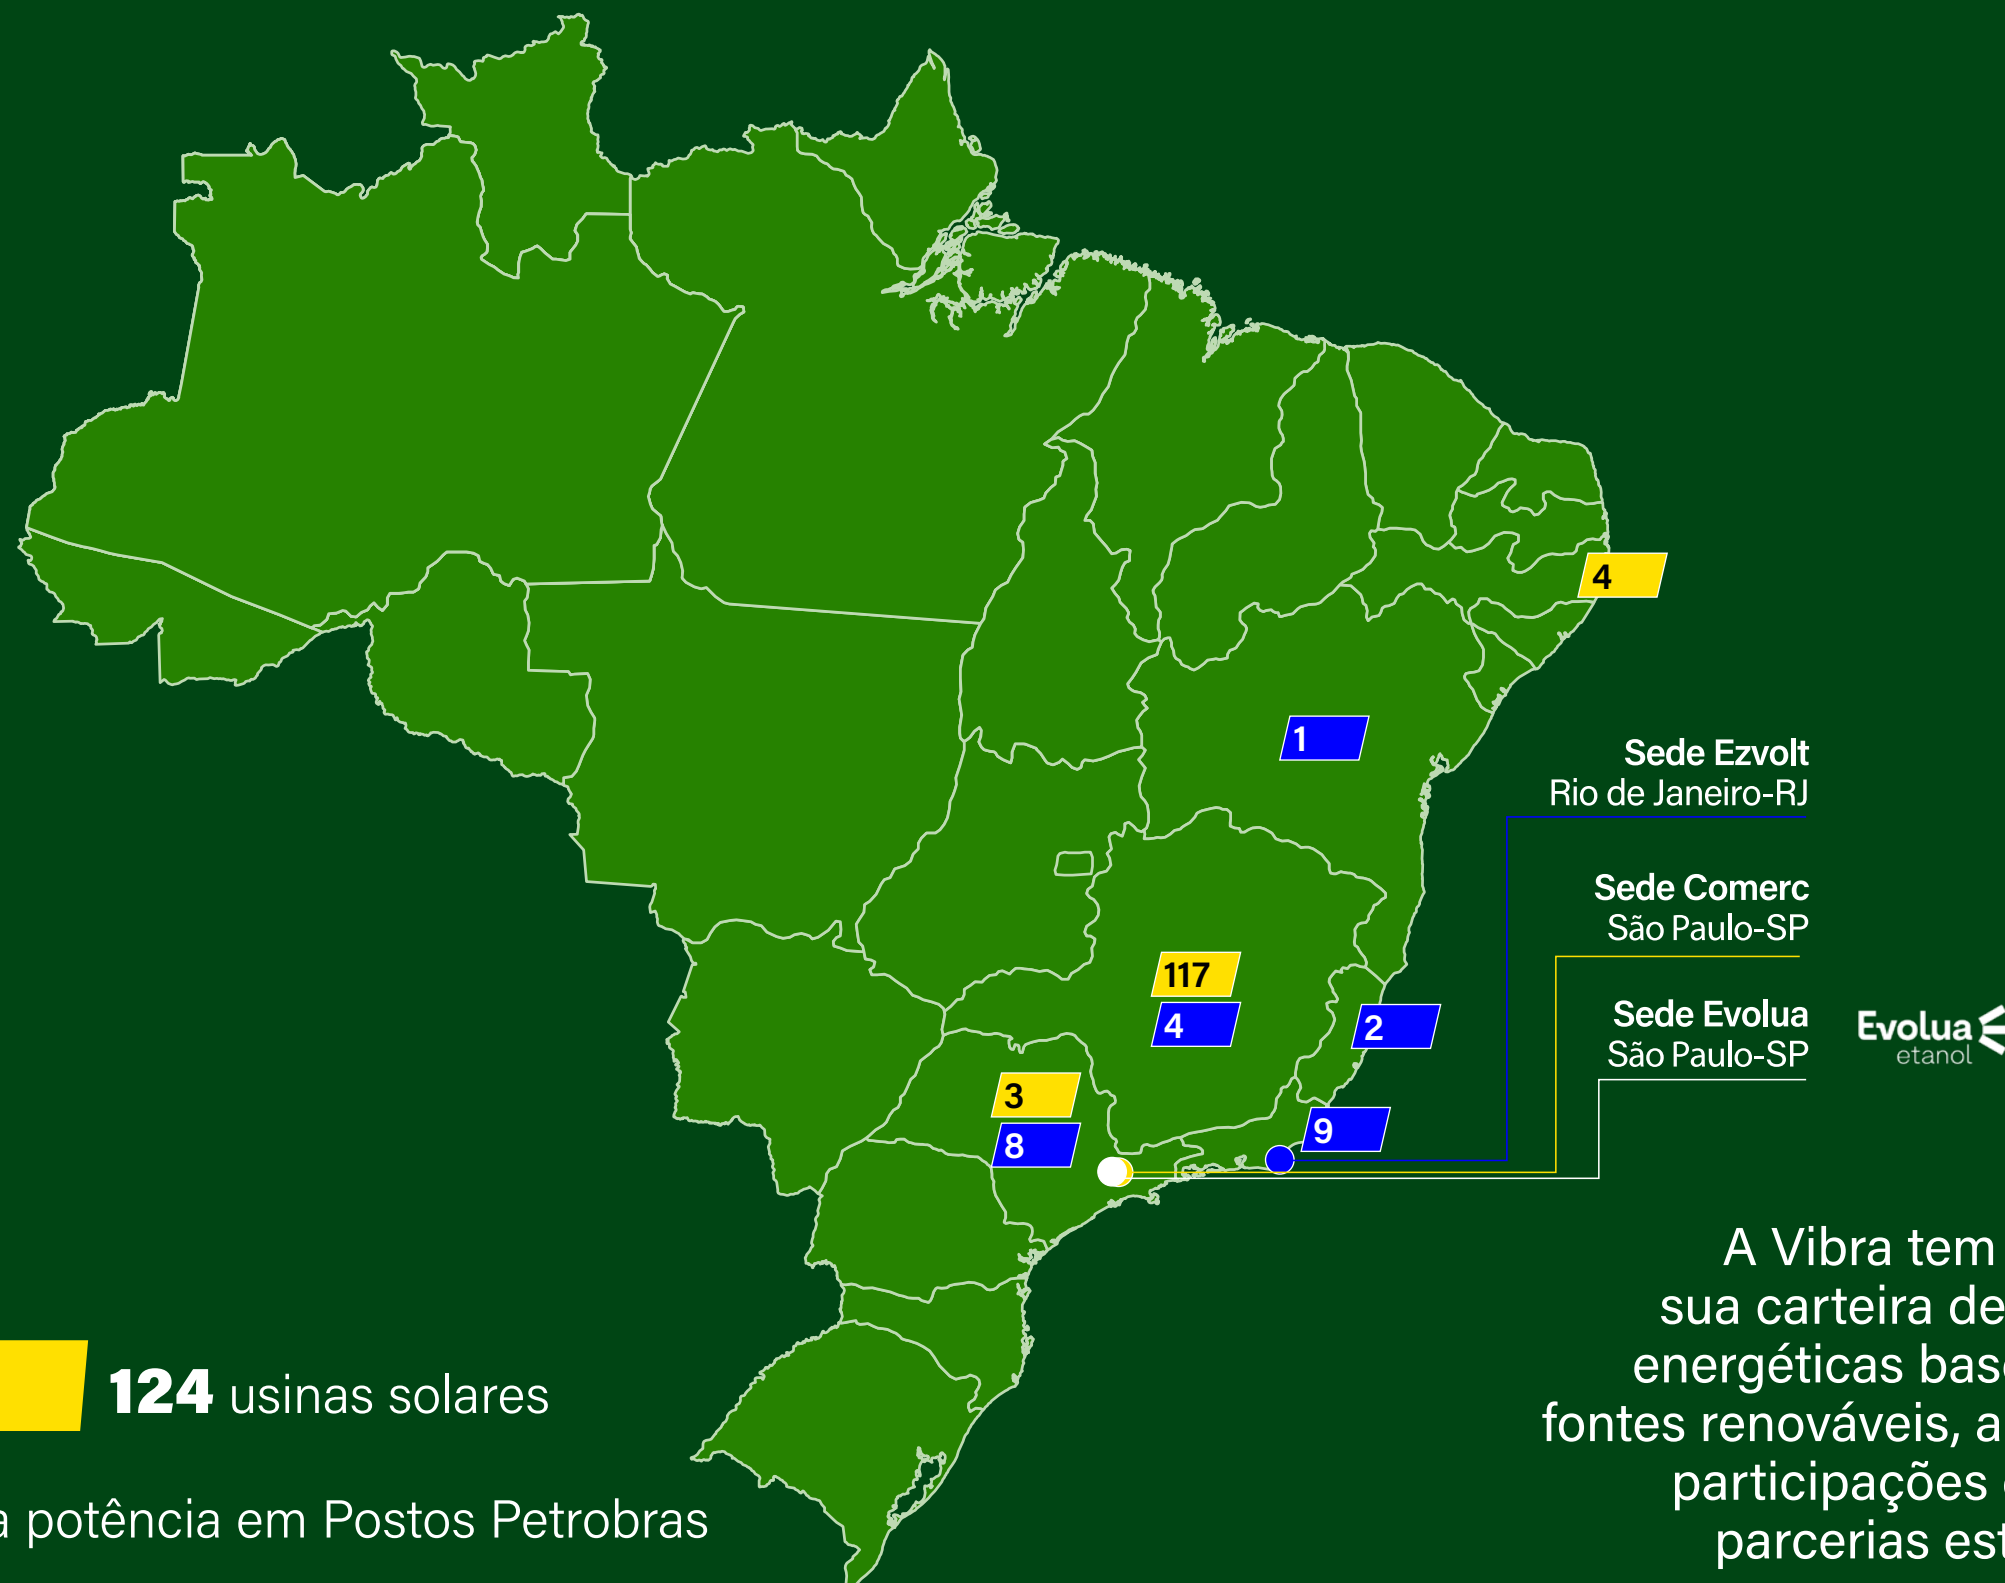 4
1
Sede Ezvolt
Rio de Janeiro-RJ
Sede Comerc
São Paulo-SP
117
4
2
Sede Evolua
São Paulo-SP
Evolua
etanol
3
8
9
A Vibra tem
sua carteira de
energéticas
fontes renováveis,
participações
parcerias
124 usinas solares
potência em Postos Petrobras